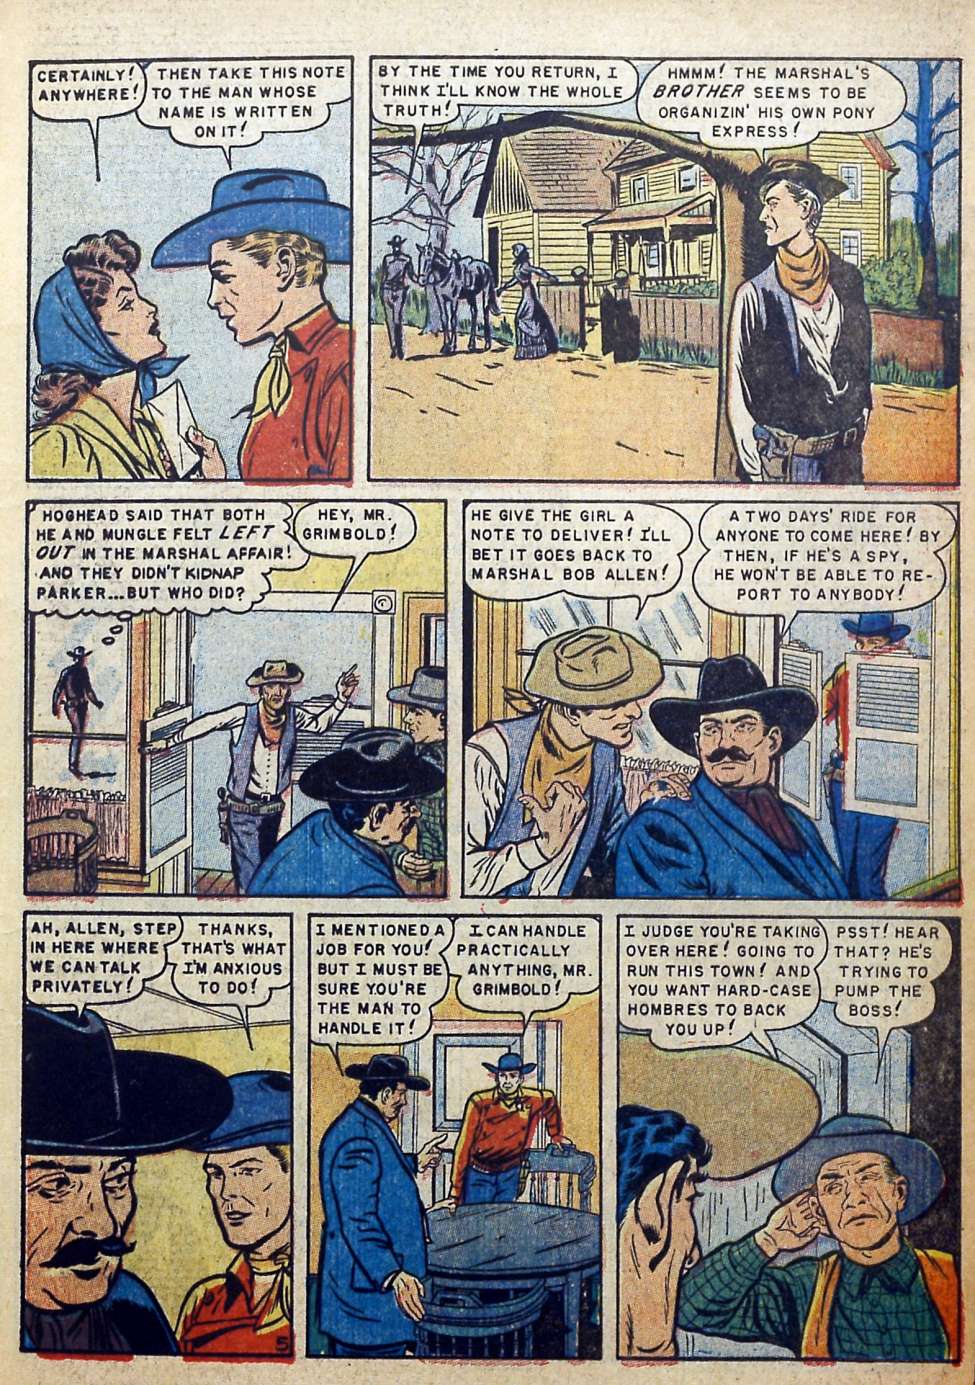 CERTAINLY!
ANYWHERE!
THEN TAKE THIS NOTE
TO THE MAN WHOSE
NAME IS WRITTEN
ON IT!
BY THE TIME YOU RETURN, I
THINK I'LL KNOW THE WHOLE
TRUTH!
HMMM! THE MARSHAL'S
BROTHER SEEMS TO BE
ORGANIZIN' HIS OWN PONY
EXPRESS!
HOGHEAD SAID THAT BOTH
HE AND MUNGLE FELT LEFT
OUT IN THE MARSHAL AFFAIR!
AND THEY DIDN'T KIDNAP
PARKER...BUT WHO DID?
HEY, MR.
GRIMBOLD!
HE GIVE THE GIRL A
NOTE TO DELIVER! I'LL
BET IT GOES BACK TO
MARSHAL BOB ALLEN!
A TWO DAYS' RIDE FOR
ANYONE TO COME HERE! BY
THEN, IF HE'S A SPY,
HE WON'T BE ABLE TO RE-
PORT TO ANYBODY!
AH, ALLEN, STEP
IN HERE WHERE
WE CAN TALK
PRIVATELY!
THANKS,
THAT'S WHAT
I'M ANXIOUS
TO DO!
5
I MENTIONED A
JOB FOR YOU!
BUT I MUST BE
SURE YOU'RE
THE MAN TO
HANDLE IT!
I CAN HANDLE
PRACTICALLY
ANYTHING, MR.
GRIMBOLD!
I JUDGE YOU'RE TAKING
OVER HERE! GOING TO
RUN THIS TOWN! AND
YOU WANT HARD-CASE
HOMBRES TO BACK
YOU UP!
PSST! HEAR
THAT? HE'S
TRYING TO
PUMP THE
BOSS!